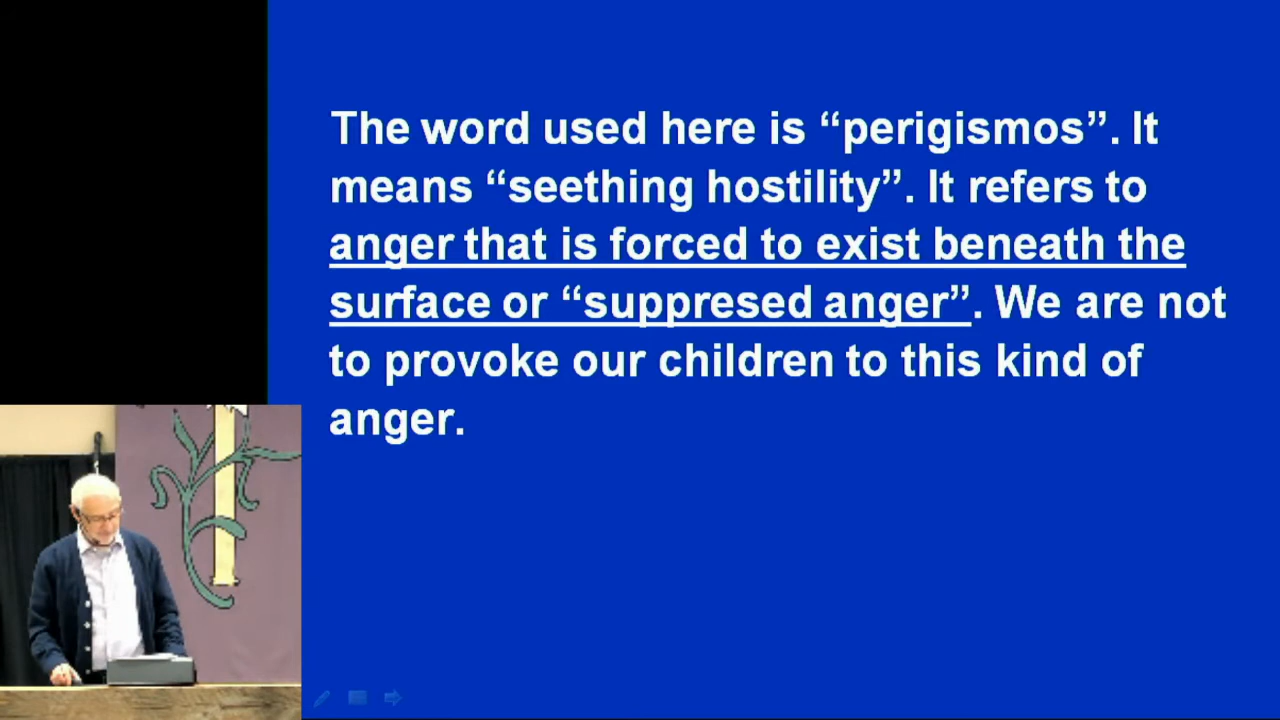 The word used here is “perigismos”. It
means “seething hostility”. It refers to
anger that is forced to exist beneath the
surface or “suppresed anger”. We are not
to provoke our children to this kind of
anger.